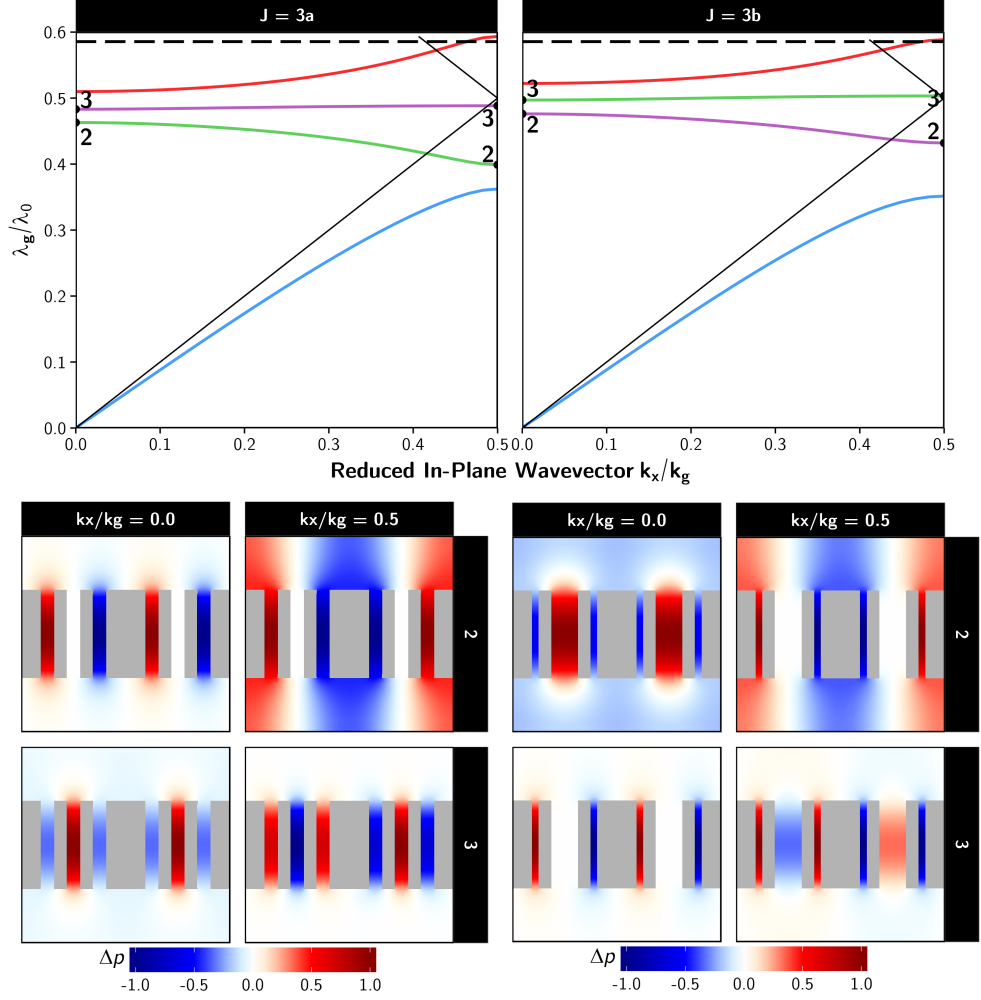 J = 3a
J = 3b
0.6
0.5
0.4
0.3
0.2
0.1
0.0
λg/λ0
3
2
3
2
3
2
3
2
0.0 0.1 0.2 0.3 0.4 0.5
0.0 0.1 0.2 0.3 0.4 0.5
Reduced In-Plane Wavevector kx/kg
kx/kg = 0.0
kx/kg = 0.5
kx/kg = 0.0
kx/kg = 0.5
2
2
3
3
Δp
-1.0 -0.5 0.0 0.5 1.0
Δp
-1.0 -0.5 0.0 0.5 1.0